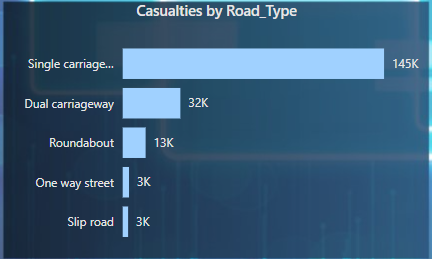 Casualties by Road_Type
Single carriage... 145K
Dual carriageway 32K
Roundabout 13K
One way street 3K
Slip road 3K